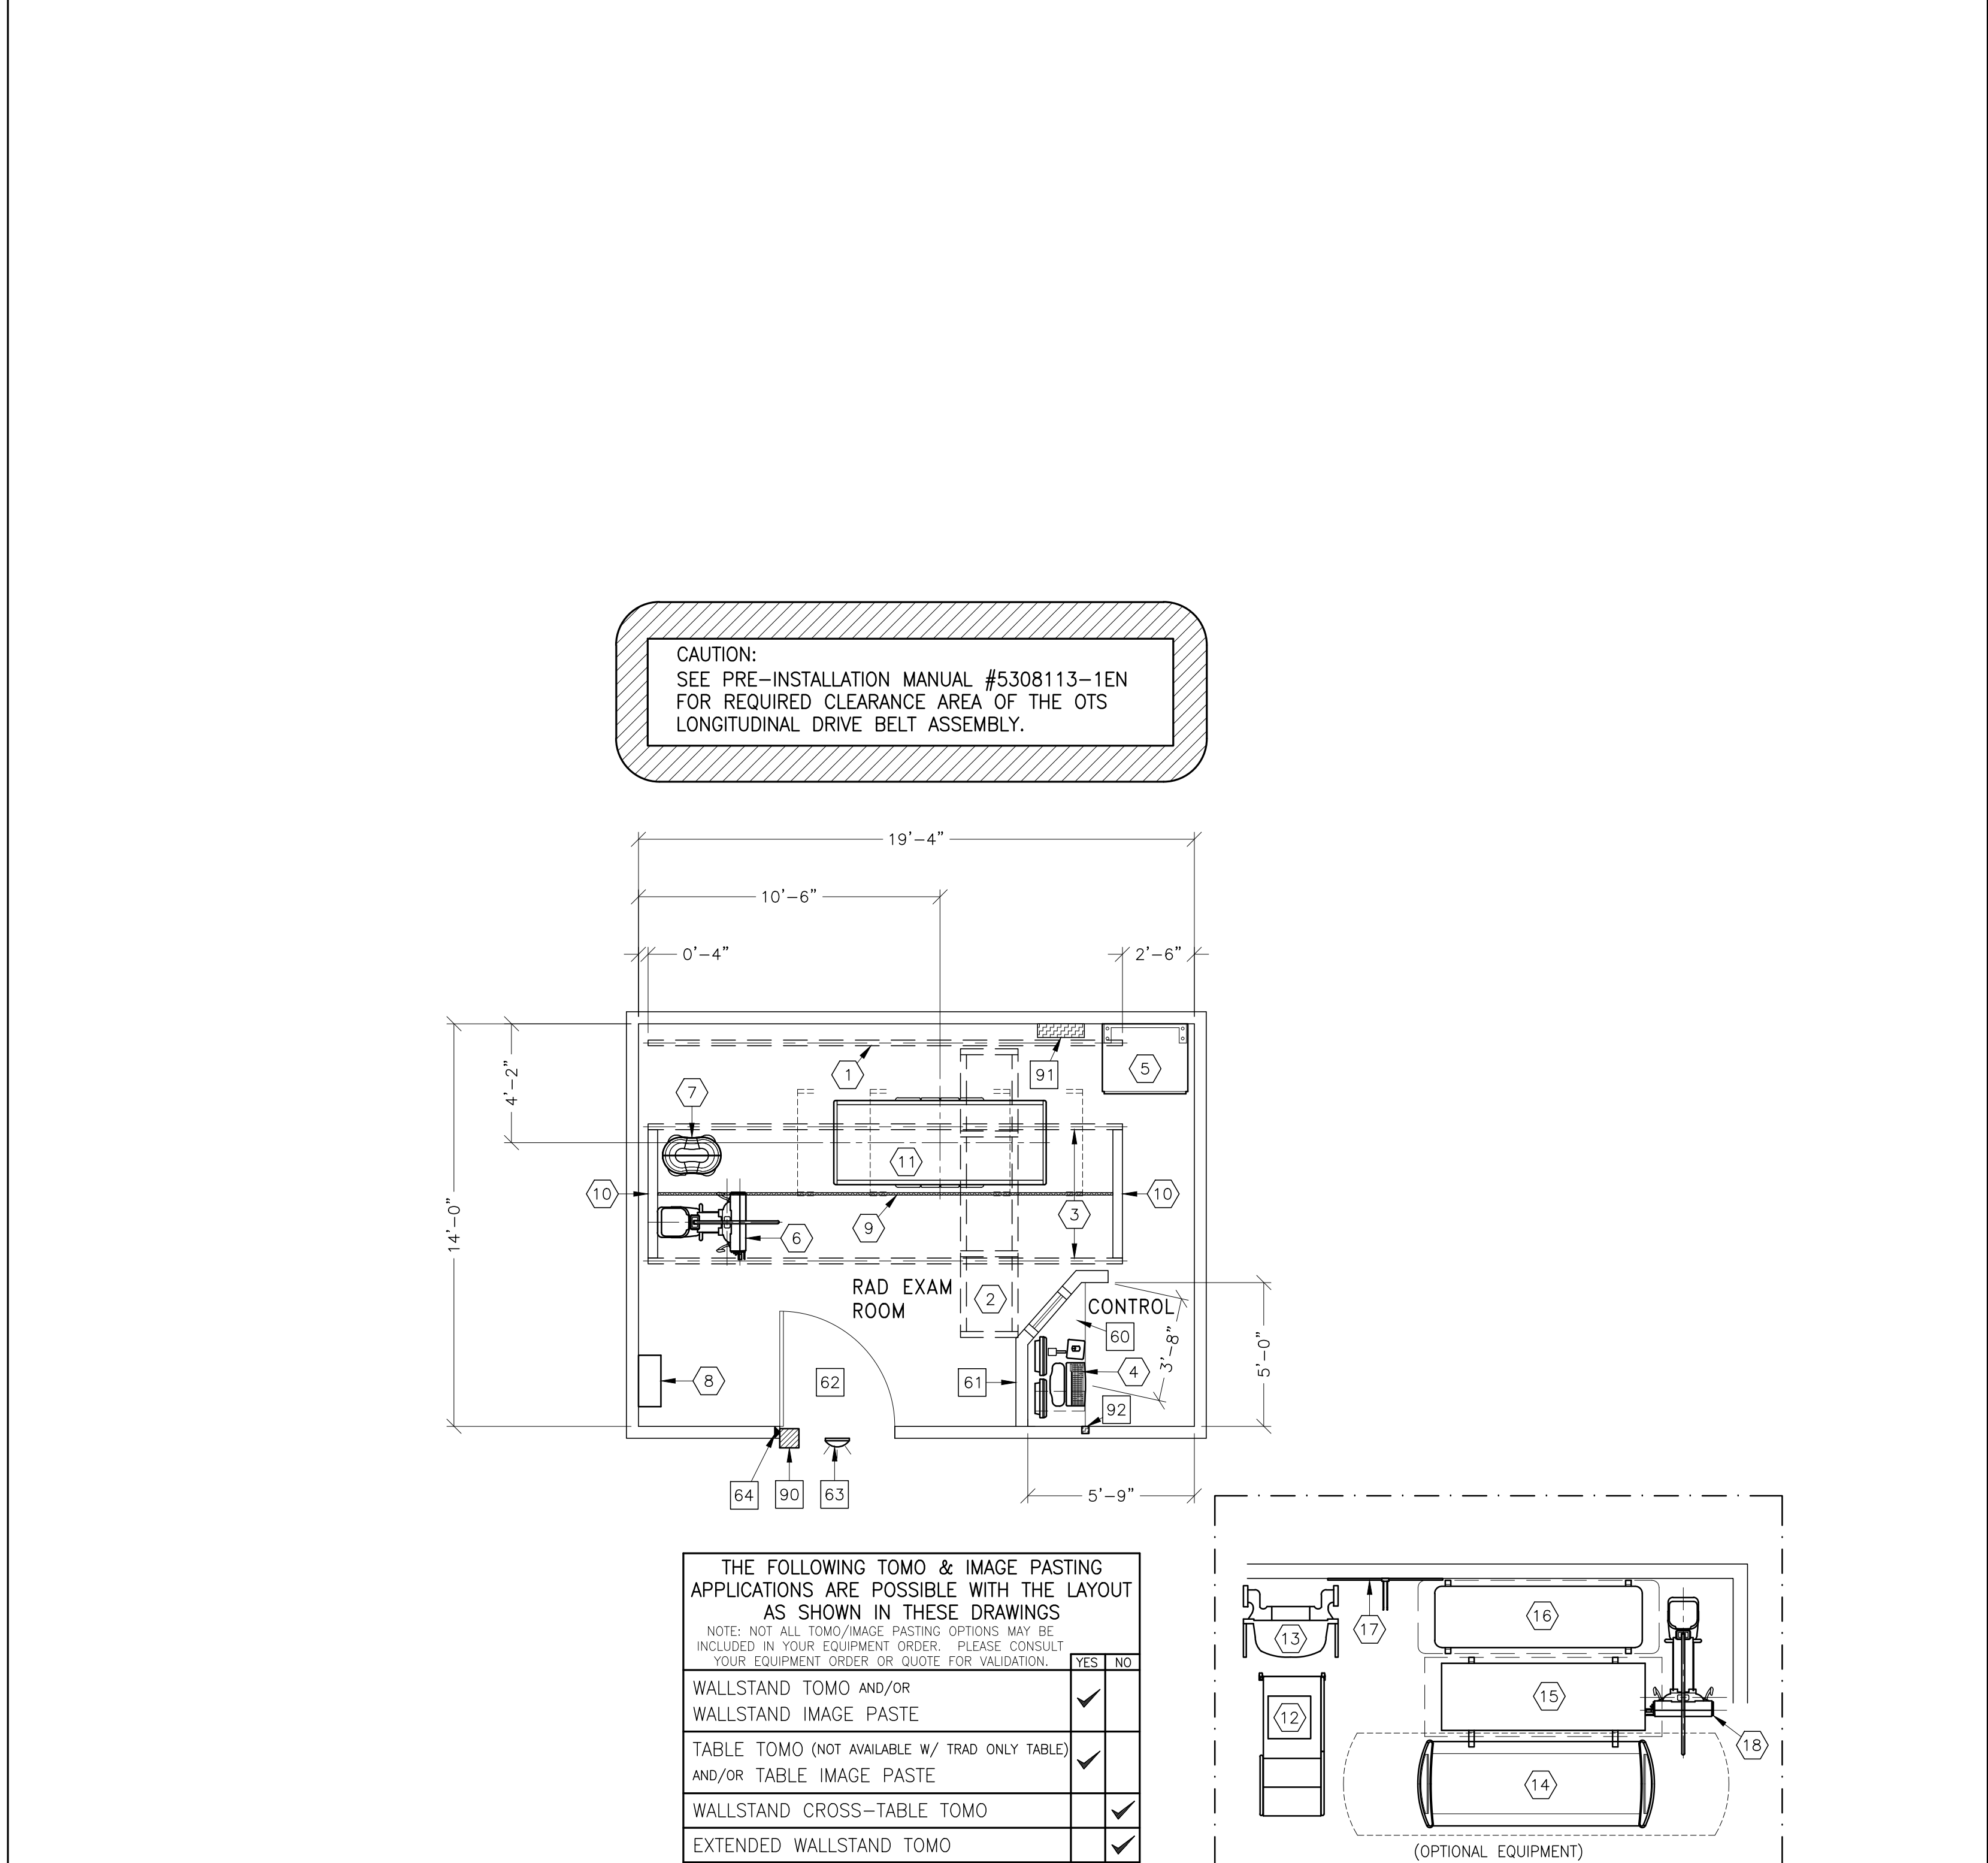 CAUTION:
SEE PRE-INSTALLATION MANUAL #5308113-1EN
FOR REQUIRED CLEARANCE AREA OF THE OTS
LONGITUDINAL DRIVE BELT ASSEMBLY.
19'-4"
10'-6"
0'-4"
2'-6"
4'-2"
14'-0"
1
91
5
7
11
10
10
3
9
6
RAD EXAM
ROOM
2
CONTROL
60
3'-8"
5'-0"
4
8
62
61
92
64
90
63
5'-9"
THE FOLLOWING TOMO & IMAGE PASTING
APPLICATIONS ARE POSSIBLE WITH THE LAYOUT
AS SHOWN IN THESE DRAWINGS
NOTE: NOT ALL TOMO/IMAGE PASTING OPTIONS MAY BE
INCLUDED IN YOUR EQUIPMENT ORDER. PLEASE CONSULT
YOUR EQUIPMENT ORDER OR QUOTE FOR VALIDATION.
YES NO
WALLSTAND TOMO AND/OR
WALLSTAND IMAGE PASTE
TABLE TOMO (NOT AVAILABLE W/ TRAD ONLY TABLE)
AND/OR TABLE IMAGE PASTE
WALLSTAND CROSS-TABLE TOMO
EXTENDED WALLSTAND TOMO
13
17
16
12
15
18
14
(OPTIONAL EQUIPMENT)